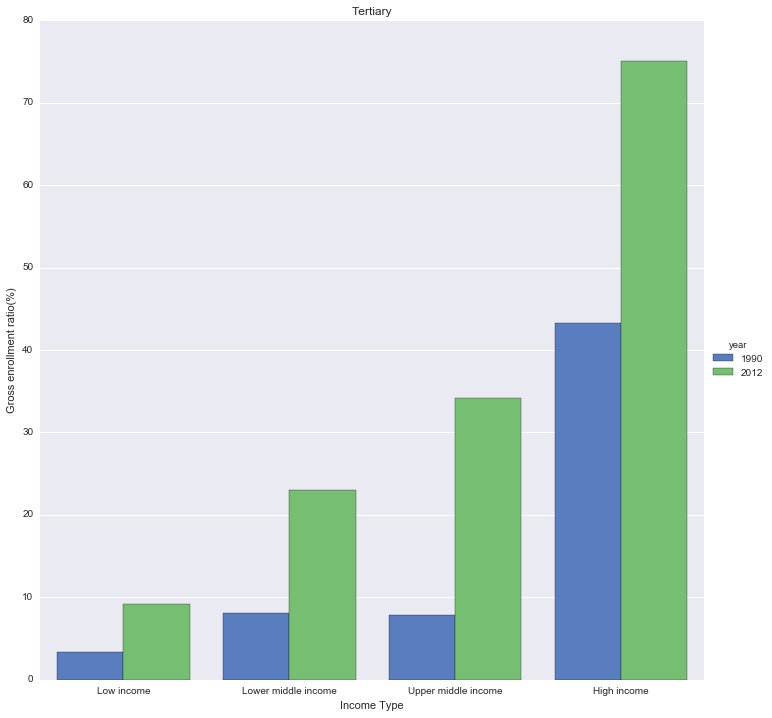 Tertiary
80
70
60
50
40
30
20
10
0
Gross enrollment ratio(%)
Low income
Lower middle income
Upper middle income
High income
Income Type
year
1990
2012